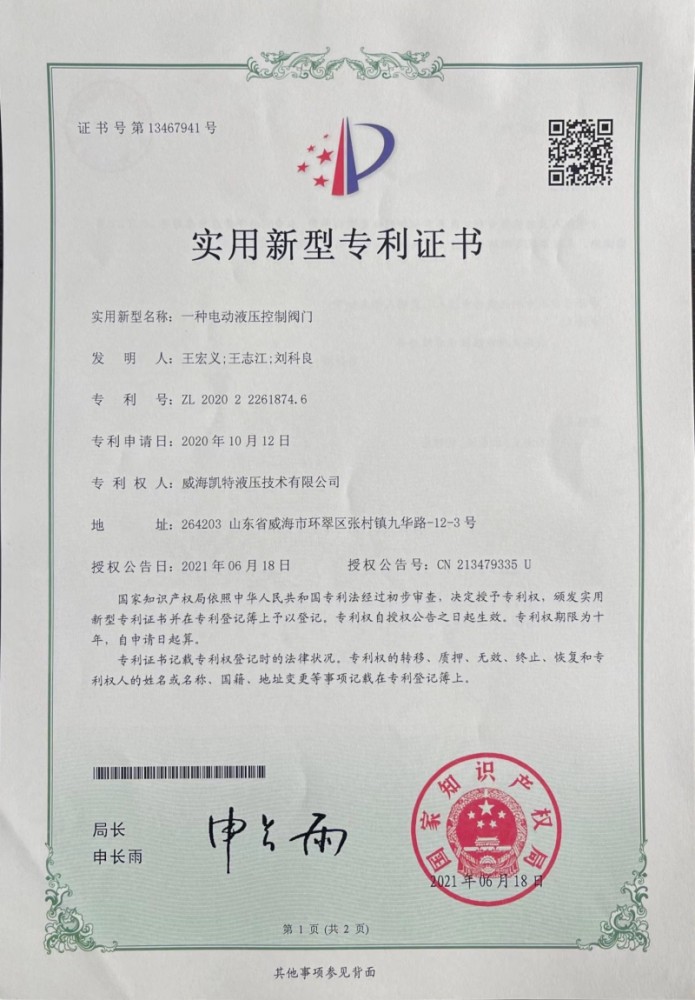 证书号第13467941号
实用新型专利证书
实用新型名称：一种电动液压控制阀门
发明人：王宏义;王志江;刘科良
专利号：ZL 2020 2 2261874.6
专利申请日：2020年10月12日
专利权人：威海凯特液压技术有限公司
地址：264203 山东省威海市环翠区张村镇九华路-12-3号
授权公告日：2021年06月18日 授权公告号：CN 213479335 U
国家知识产权局依照中华人民共和国专利法经过初步审查，决定授予专利权，颁发实用
新型专利证书并在专利登记簿上予以登记。专利权自授权公告之日起生效。专利权期限为十
年，自申请日起算。
专利证书记载专利权登记时的法律状况。专利权的转移、质押、无效、终止、恢复和专
利权人的姓名或名称、国籍、地址变更等事项记载在专利登记簿上。
局长
申长雨
申长雨
国家知识产权局
2021年06月18日
第1页(共2页)
其他事项参见背面